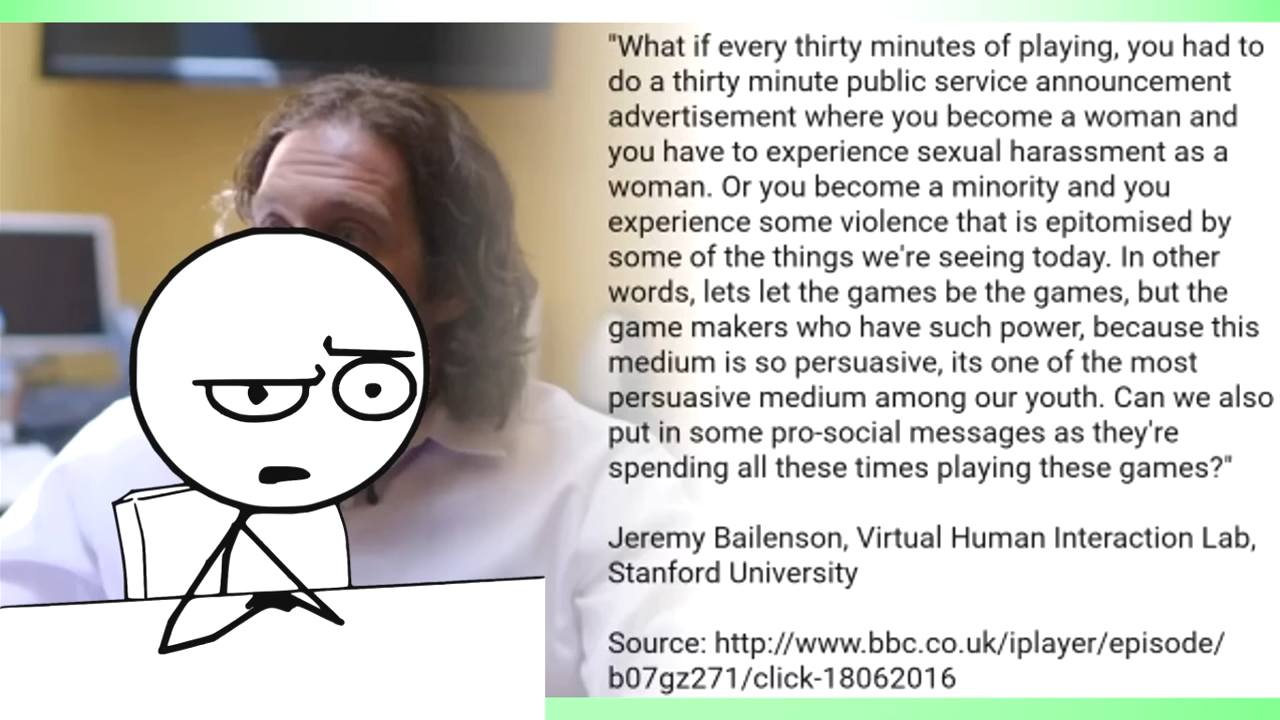 "What if every thirty minutes of playing, you had to
do a thirty minute public service announcement
advertisement where you become a woman and
you have to experience sexual harassment as a
woman. Or you become a minority and you
experience some violence that is epitomised by
some of the things we're seeing today. In other
words, lets let the games be the games, but the
game makers who have such power, because this
medium is so persuasive, its one of the most
persuasive medium among our youth. Can we also
put in some pro-social messages as they're
spending all these times playing these games?"
Jeremy Bailenson, Virtual Human Interaction Lab,
Stanford University
Source: http://www.bbc.co.uk/iplayer/episode/
b07gz271/click-18062016